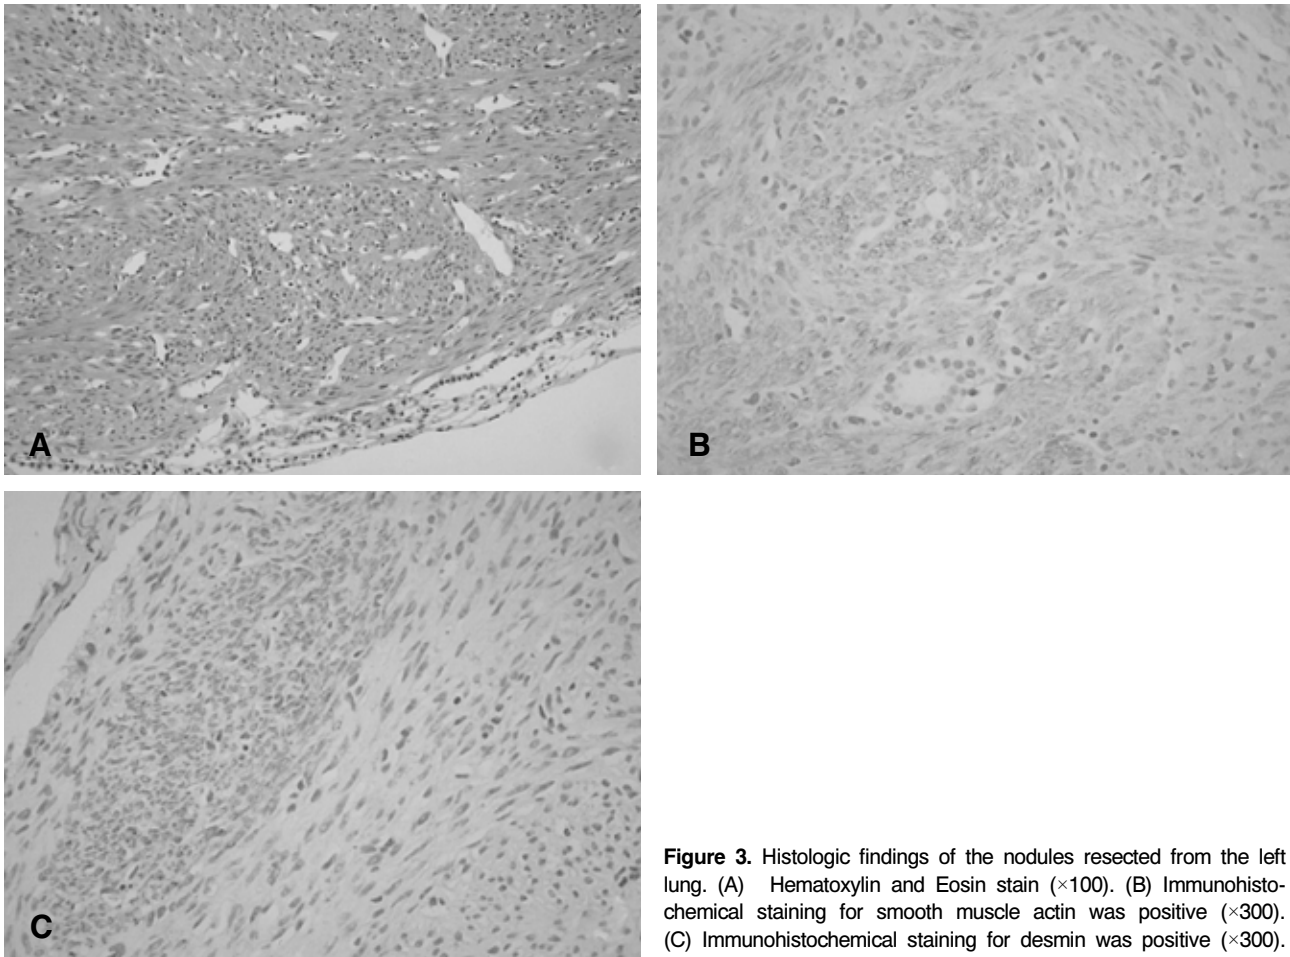 A
B
C
Figure 3. Histologic findings of the nodules resected from the left
lung. (A) Hematoxylin and Eosin stain (×100). (B) Immunohisto-
chemical staining for smooth muscle actin was positive (×300).
(C) Immunohistochemical staining for desmin was positive (×300).